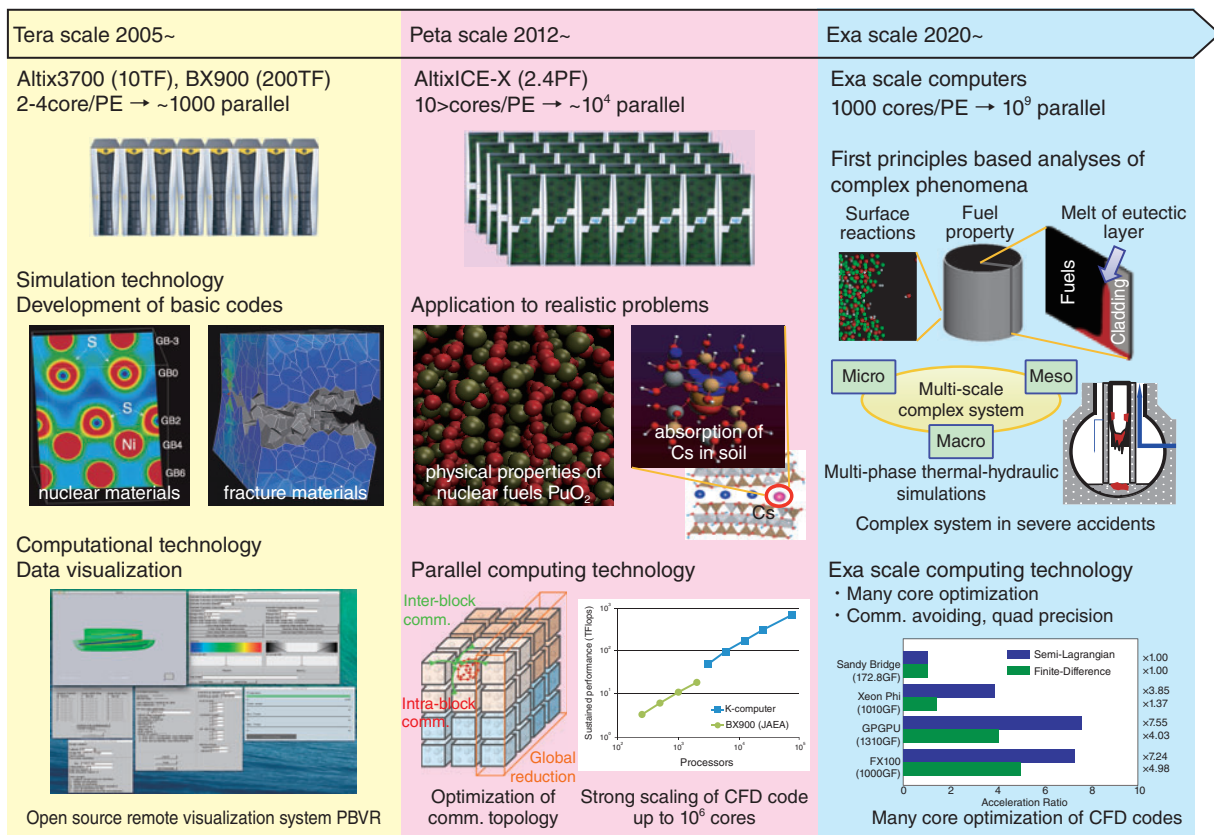 Tera scale 2005~
Altix3700 (10TF), BX900 (200TF)
2-4core/PE → ~1000 parallel
Simulation technology
Development of basic codes
S
S
Ni
GB-3
GB0
GB2
GB4
GB6
nuclear materials
fracture materials
Computational technology
Data visualization
Open source remote visualization system PBVR
Peta scale 2012~
AltixICE-X (2.4PF)
10>cores/PE → ~10⁴ parallel
Application to realistic problems
physical properties of
nuclear fuels PuO₂
absorption of
Cs in soil
Cs
Parallel computing technology
Inter-block
comm.
Intra-block
comm.
Global
reduction
Optimization of
comm. topology
Sustained performance (TFlops)
10³
10²
10¹
10⁰
K-computer
BX900 (JAEA)
10² 10³ 10⁴ 10⁵
Processors
Strong scaling of CFD code
up to 10⁶ cores
Exa scale 2020~
Exa scale computers
1000 cores/PE → 10⁹ parallel
First principles based analyses of
complex phenomena
Surface
reactions
Fuel
property
Melt of eutectic
layer
Fuels
Cladding
Micro
Meso
Multi-scale
complex system
Macro
Multi-phase thermal-hydraulic
simulations
Complex system in severe accidents
Exa scale computing technology
・Many core optimization
・Comm. avoiding, quad precision
Semi-Lagrangian
Finite-Difference
Sandy Bridge
(172.8GF)
×1.00
×1.00
Xeon Phi
(1010GF)
×3.85
×1.37
GPGPU
(1310GF)
×7.55
×4.03
FX100
(1000GF)
×7.24
×4.98
0 2 4 6 8 10
Acceleration Ratio
Many core optimization of CFD codes